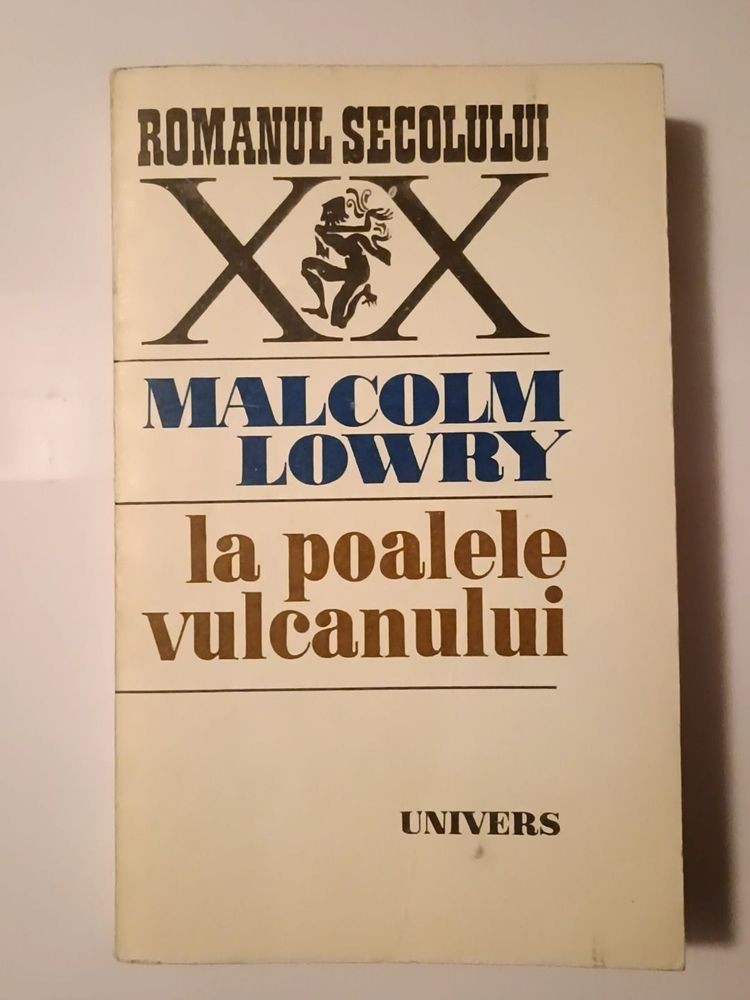 ROMANUL SECOLULUI
XX
MALCOLM
LOWRY
la poalele
vulcanului
UNIVERS